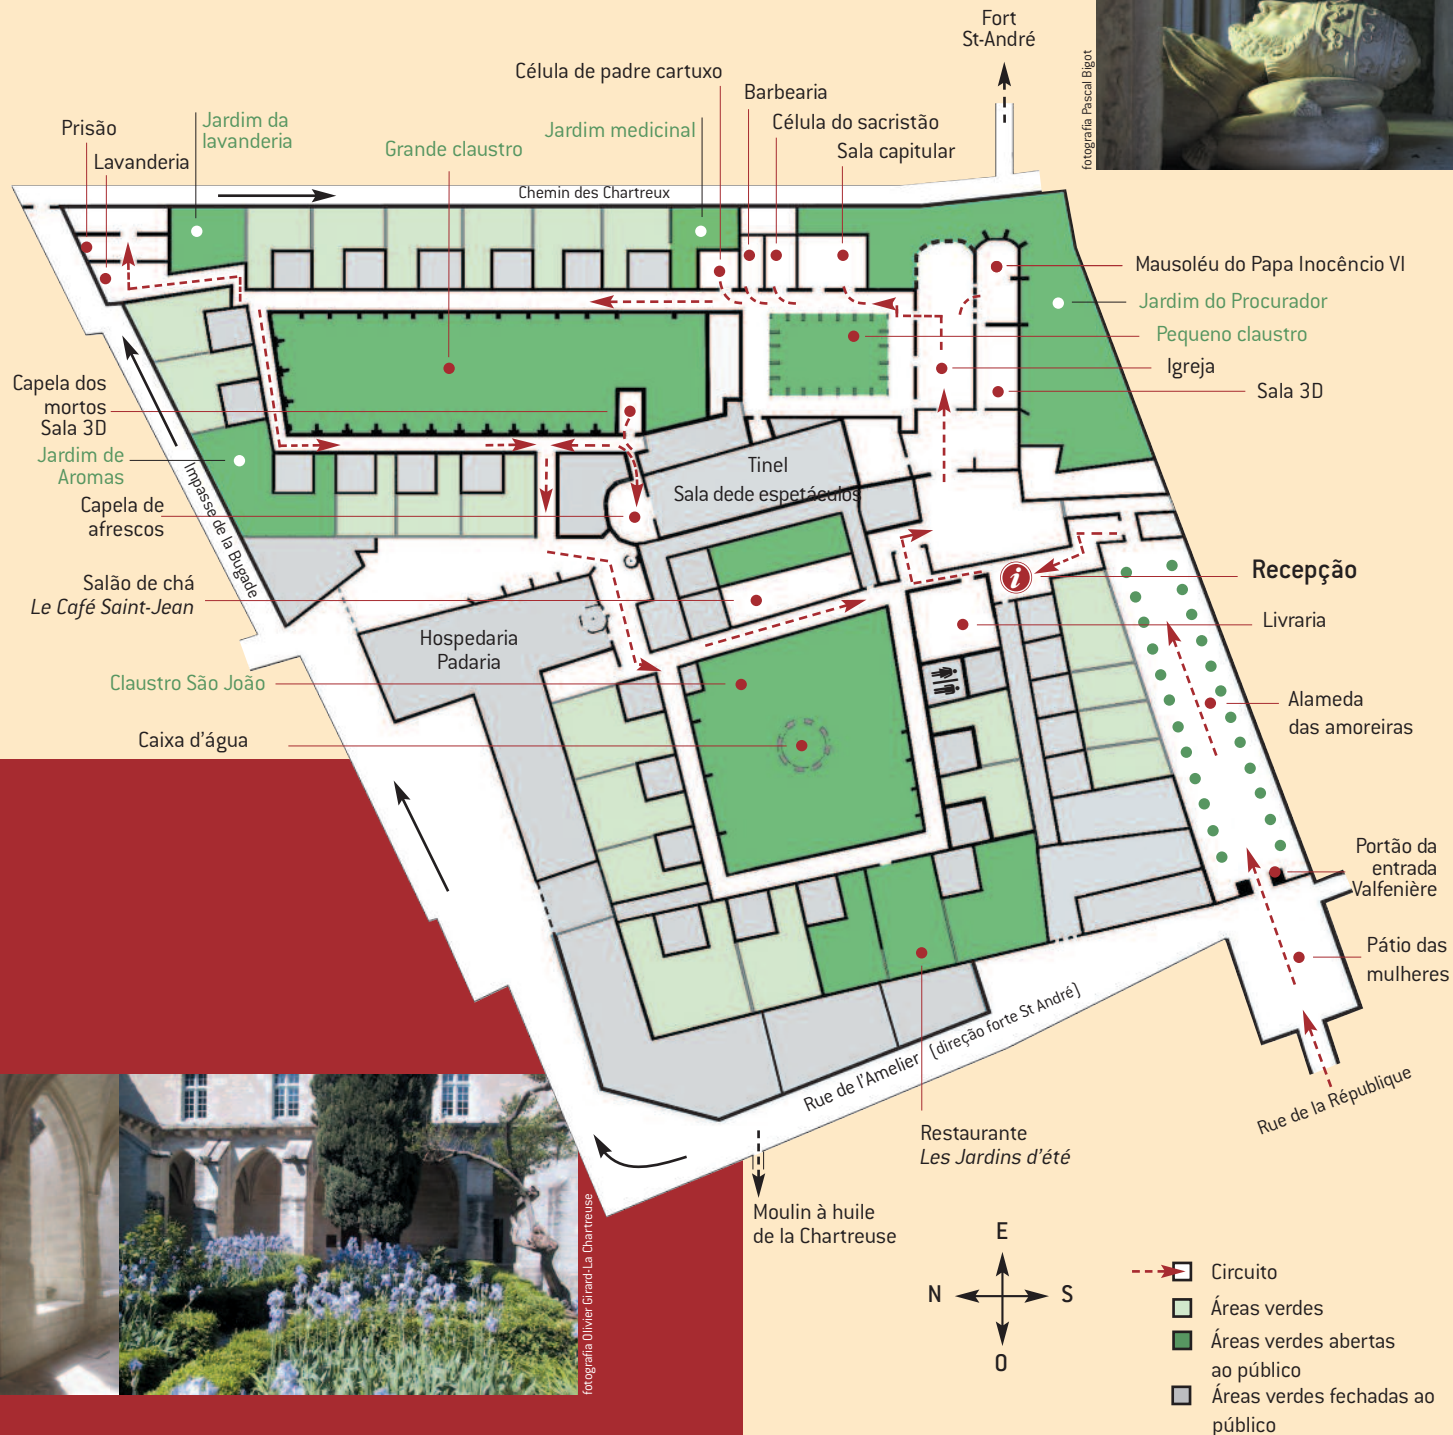 Fort
St-André
fotografia Pascal Bigot
Célula de padre cartuxo
Barbearia
Célula do sacristão
Sala capitular
Jardim medicinal
Grande claustro
Jardim da
lavanderia
Prisão
Lavanderia
Chemin des Chartreux
Mausoléu do Papa Inocêncio VI
Jardim do Procurador
Pequeno claustro
Igreja
Sala 3D
Capela dos
mortos
Sala 3D
Jardim de
Aromas
Capela de
afrescos
Impasse de la Bugade
Tinel
Sala dede espetáculos
Salão de chá
Le Café Saint-Jean
Hospedaria
Padaria
i
Recepção
Livraria
Claustro São João
Caixa d'água
Alameda
das amoreiras
Portão da
entrada
Valfenière
Pátio das
mulheres
Rue de l'Amelier (direção forte St André)
Rue de la République
Restaurante
Les Jardins d'été
Moulin à huile
de la Chartreuse
fotografia Olivier Girard-La Chartreuse
E
N
S
O
Circuito
Áreas verdes
Áreas verdes abertas
ao público
Áreas verdes fechadas ao
público